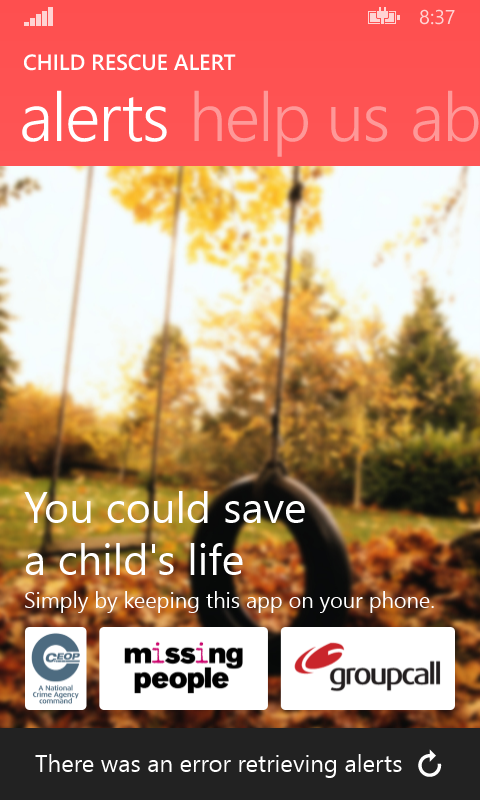 8:37
CHILD RESCUE ALERT
alerts help us ab
You could save
a child's life
Simply by keeping this app on your phone.
CEOP
A National
Crime Agency
command
missing
people
groupcall
There was an error retrieving alerts